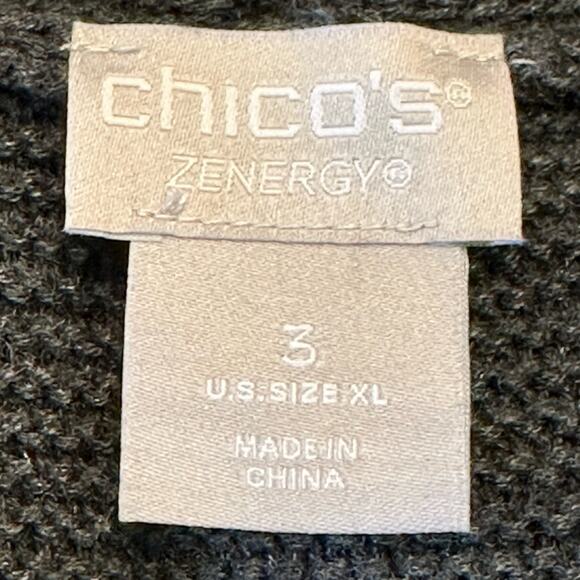 chico's®
ZENERGY®
3
U.S. SIZE XL
MADE IN
CHINA